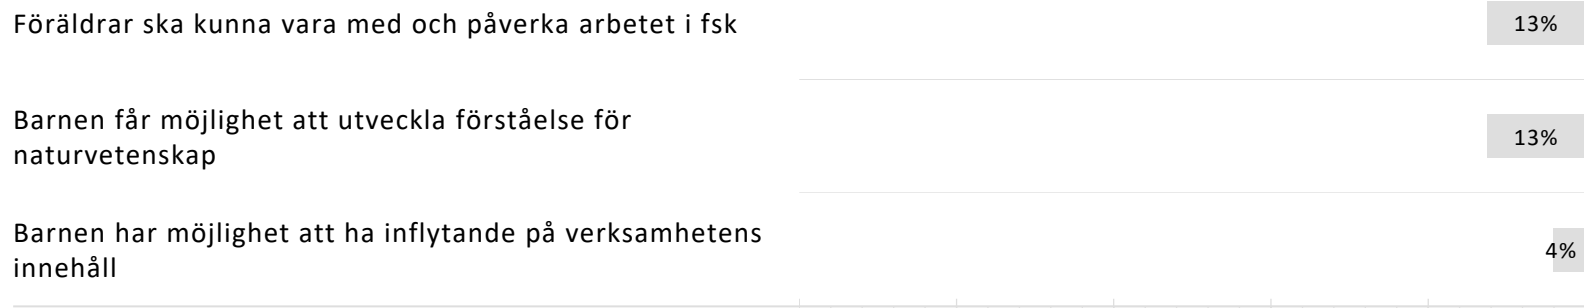 Föräldrar ska kunna vara med och påverka arbetet i fsk 13%
Barnen får möjlighet att utveckla förståelse för
naturvetenskap
13%
Barnen har möjlighet att ha inflytande på verksamhetens
innehåll
4%